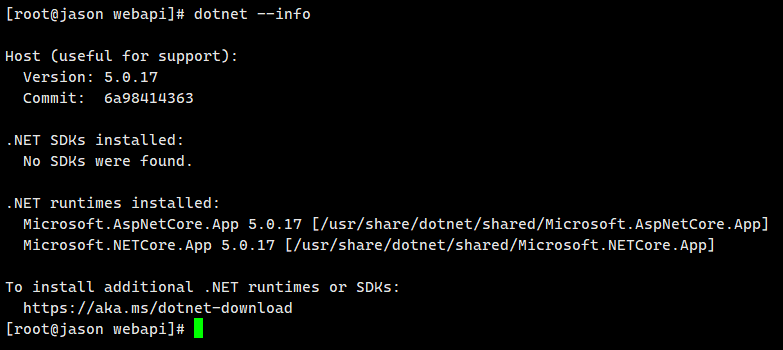 [root@jason webapi]# dotnet --info
Host (useful for support):
Version: 5.0.17
Commit: 6a98414363
.NET SDKs installed:
No SDKs were found.
.NET runtimes installed:
Microsoft.AspNetCore.App 5.0.17 [/usr/share/dotnet/shared/Microsoft.AspNetCore.App]
Microsoft.NETCore.App 5.0.17 [/usr/share/dotnet/shared/Microsoft.NETCore.App]
To install additional .NET runtimes or SDKs:
https://aka.ms/dotnet-download
[root@jason webapi]#